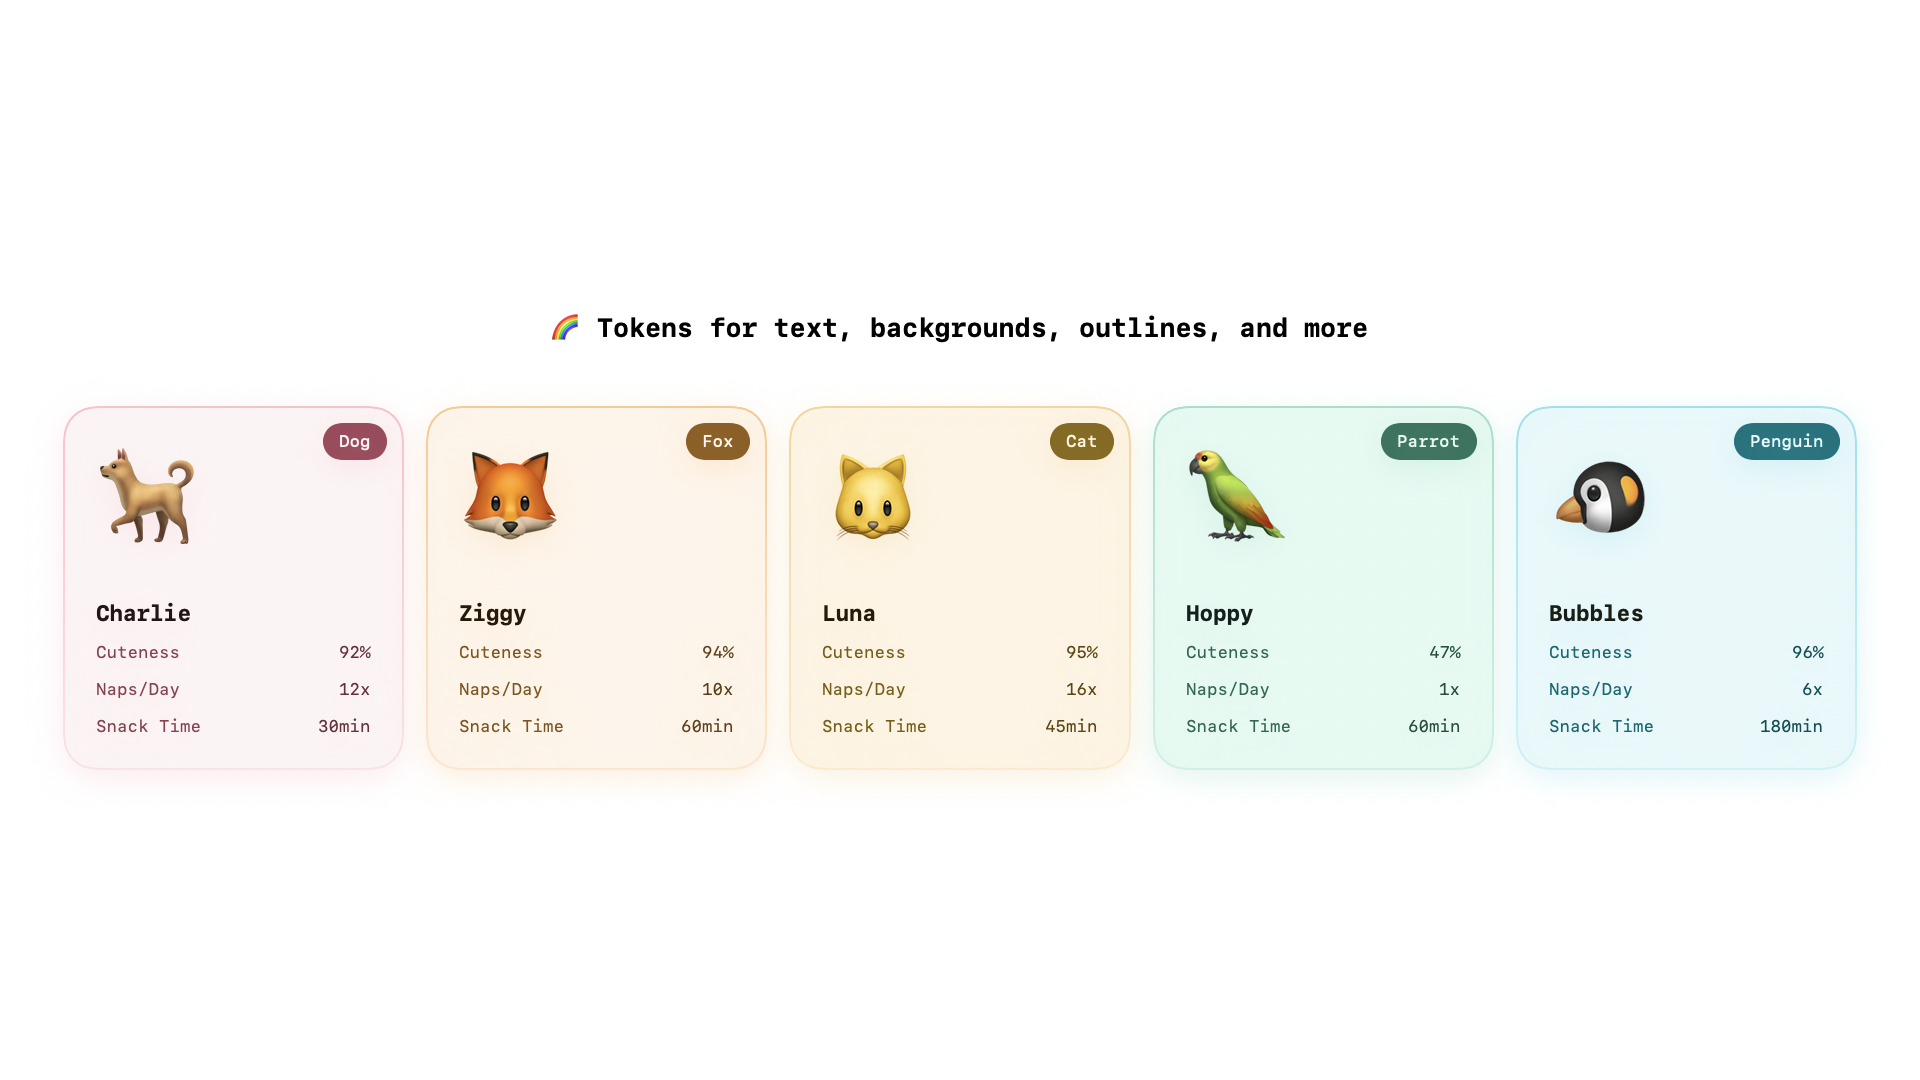 🌈 Tokens for text, backgrounds, outlines, and more
Dog
Charlie
Cuteness 92%
Naps/Day 12x
Snack Time 30min
Fox
Ziggy
Cuteness 94%
Naps/Day 10x
Snack Time 60min
Cat
Luna
Cuteness 95%
Naps/Day 16x
Snack Time 45min
Parrot
Hoppy
Cuteness 47%
Naps/Day 1x
Snack Time 60min
Penguin
Bubbles
Cuteness 96%
Naps/Day 6x
Snack Time 180min